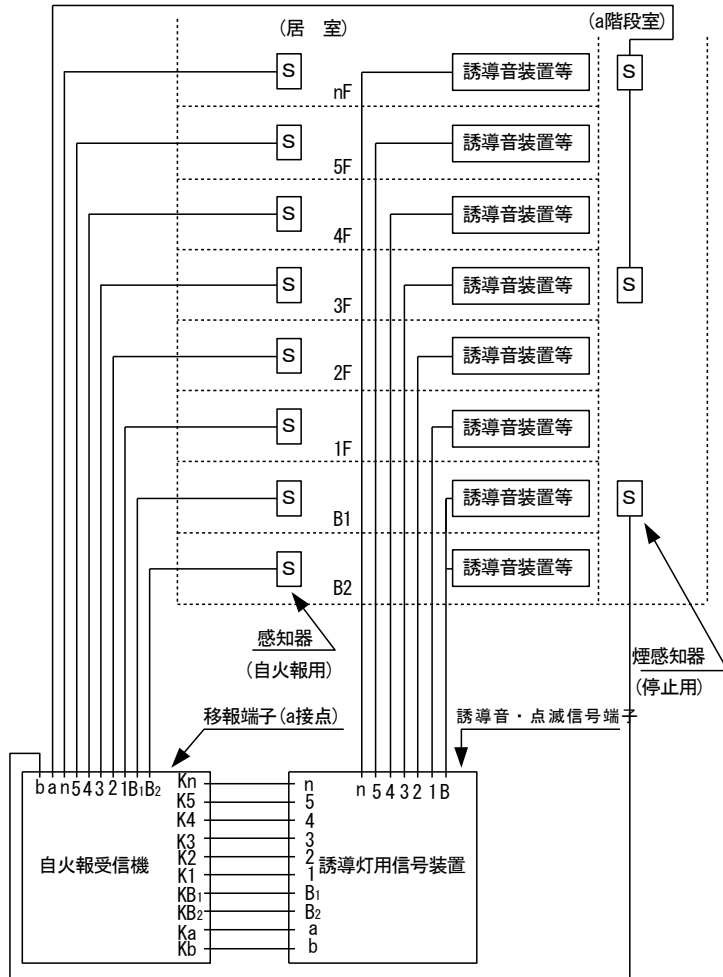 (居　室)
(a階段室)
S
誘導音装置等
S
nF
S
誘導音装置等
5F
S
誘導音装置等
4F
S
誘導音装置等
S
3F
S
誘導音装置等
2F
S
誘導音装置等
1F
S
誘導音装置等
S
B1
S
誘導音装置等
B2
感知器
(自火報用)
煙感知器
(停止用)
移報端子(a接点)
誘導音・点滅信号端子
b a n 5 4 3 2 1 B₁ B₂
n 5 4 3 2 1 B
自火報受信機
Kn
K5
K4
K3
K2
K1
KB₁
KB₂
Ka
Kb
n
5
4
3
2
1
B₁
B₂
a
b
誘導灯用信号装置